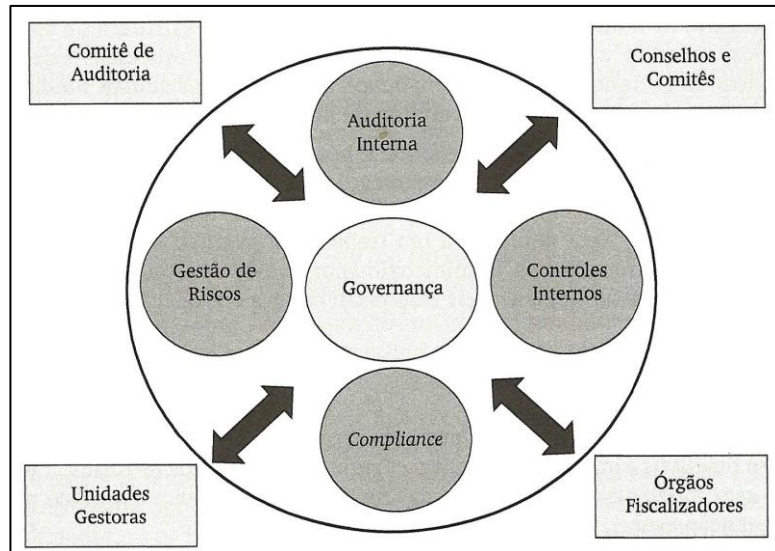 Comitê de
Auditoria
Conselhos e
Comitês
Auditoria
Interna
Gestão de
Riscos
Governança
Controles
Internos
Compliance
Unidades
Gestoras
Órgãos
Fiscalizadores